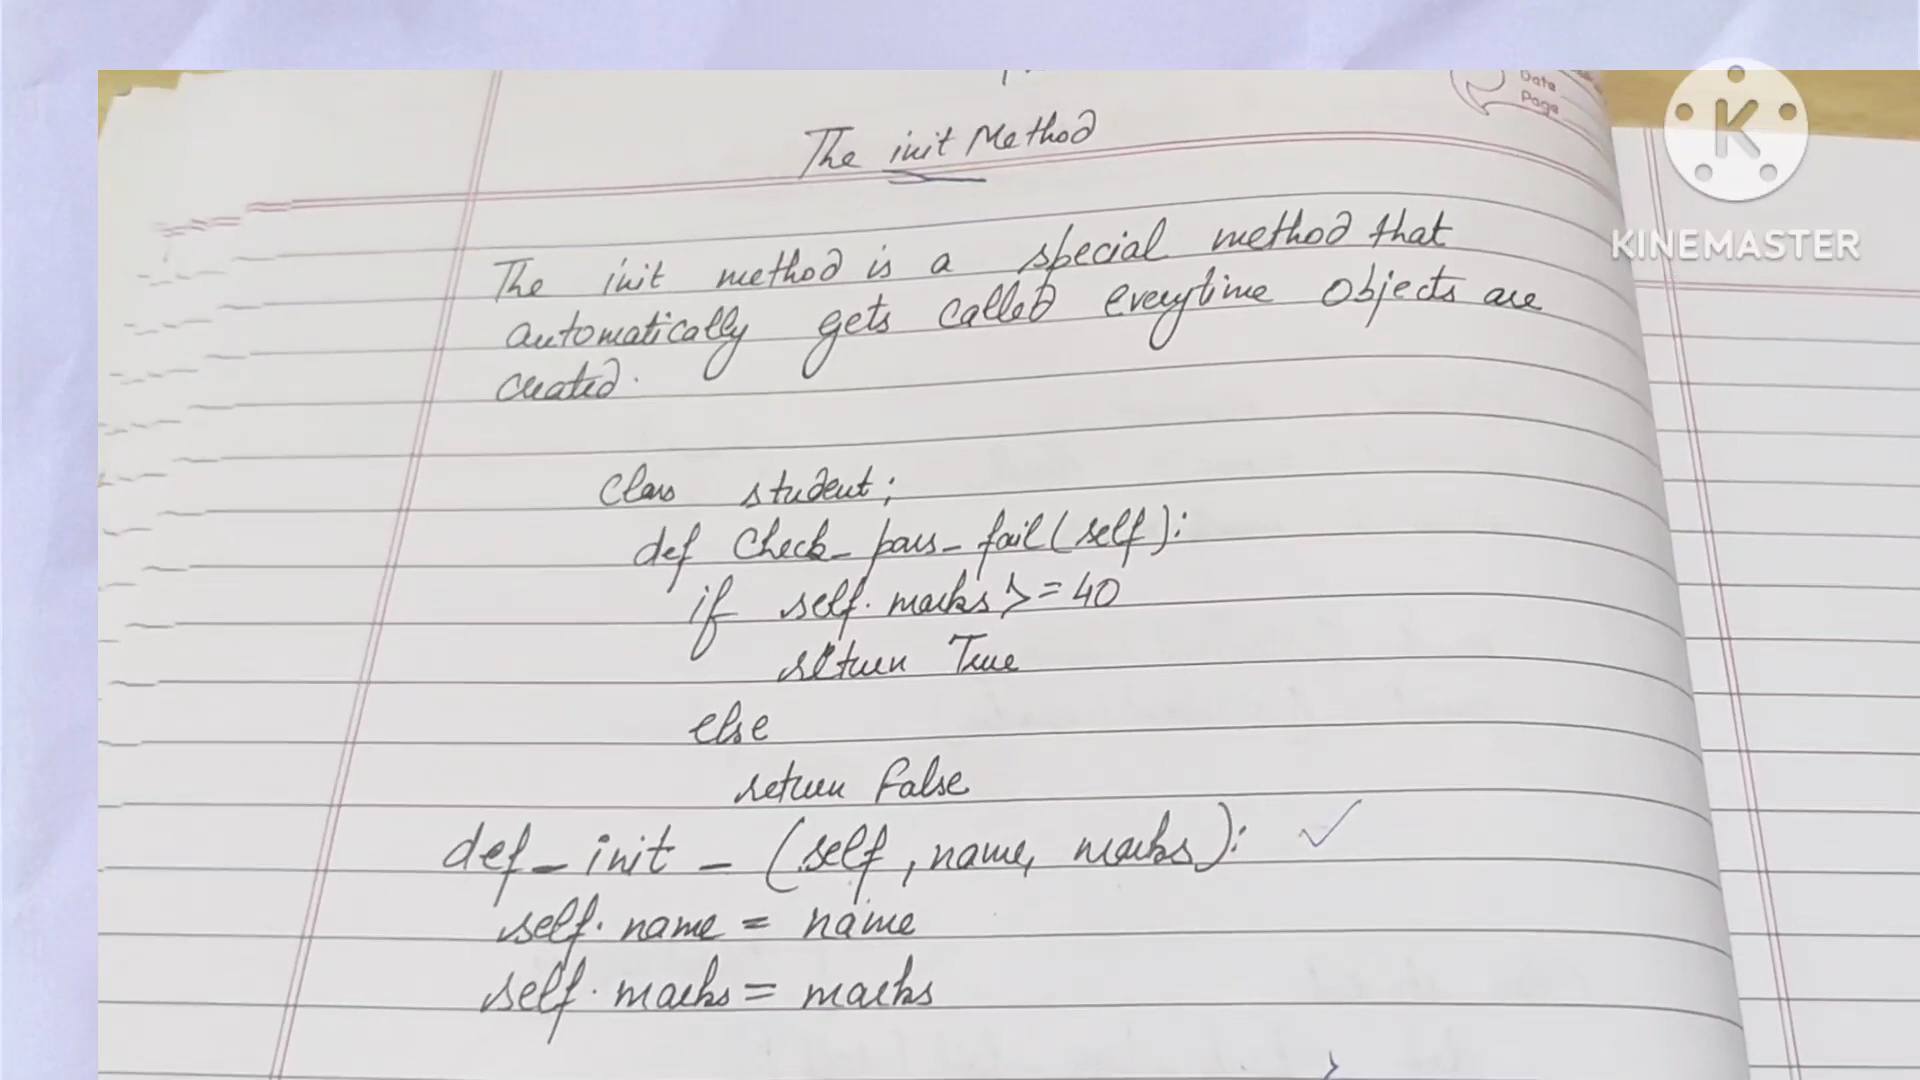 Date
Page
The init Method
The init method is a special method that
automatically gets called everytime objects are
created.
Class student;
def Check_pass_fail(self):
if self.marks>=40
return True
else
return False
def_init_(self, name, marks): ✓
self.name = name
self.marks = marks
K
KINEMASTER